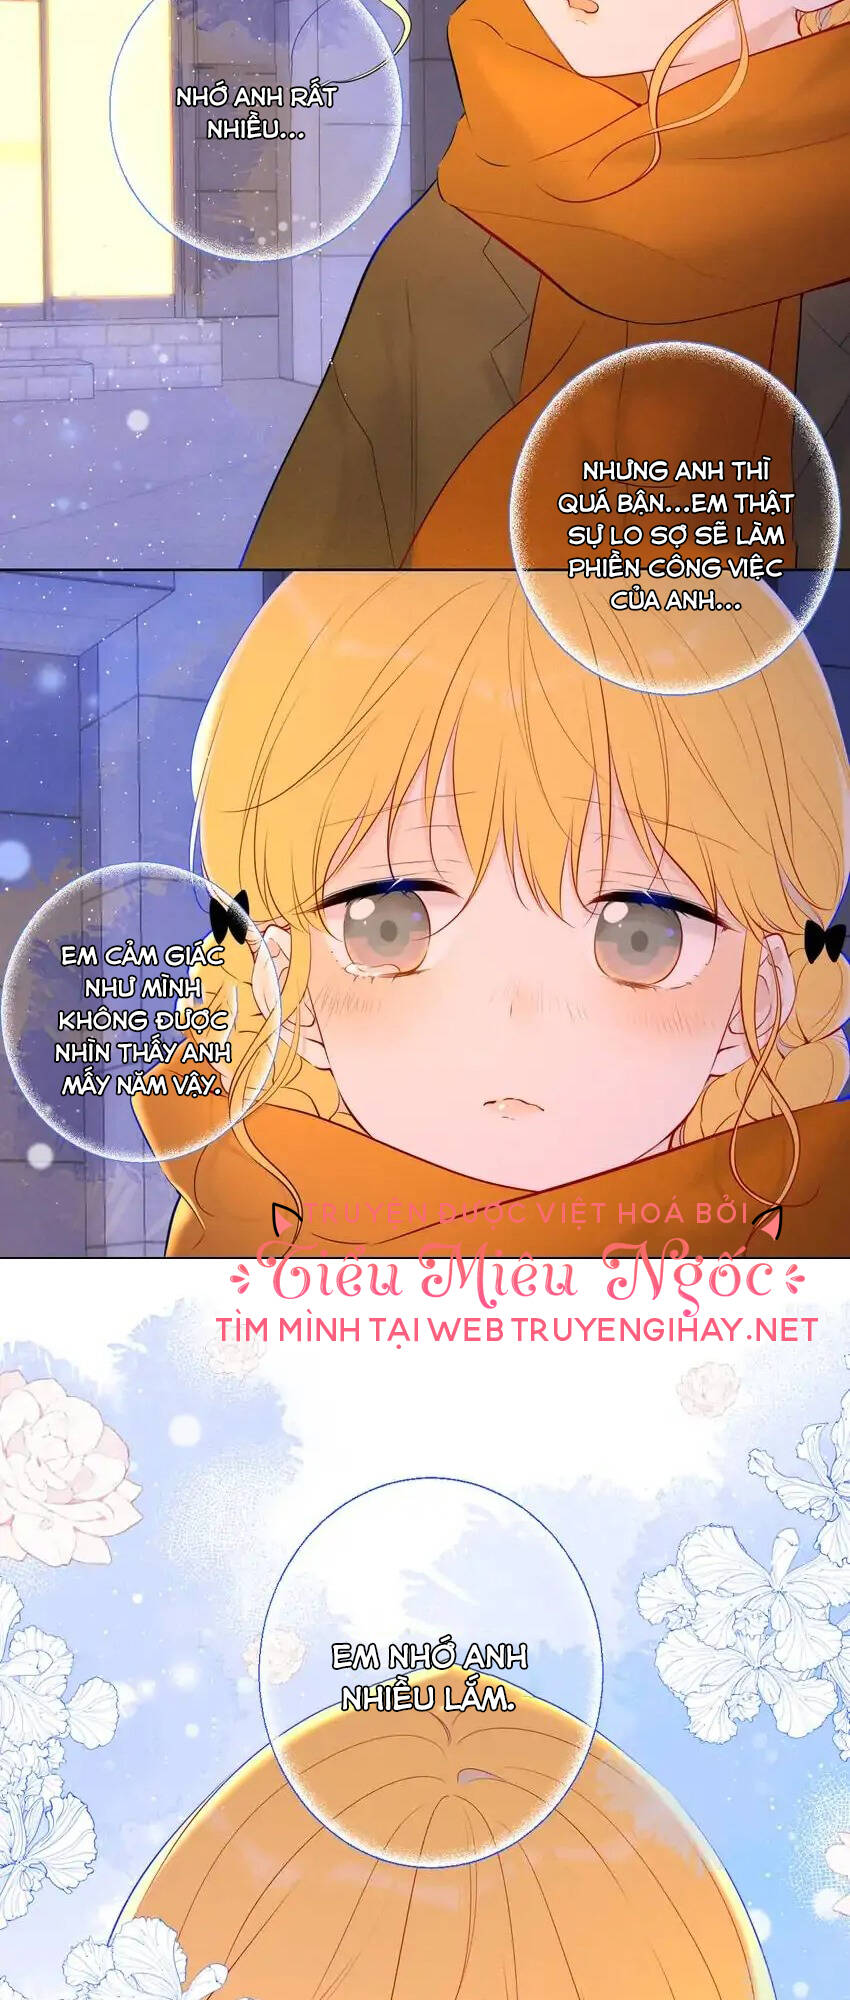 NHỚ ANH RẤT
NHIỀU...
NHƯNG ANH THÌ
QUÁ BẬN...EM THẬT
SỰ LO SỢ SẼ LÀM
PHIỀN CÔNG VIỆC
CỦA ANH...
EM CẢM GIÁC
NHƯ MÌNH
KHÔNG ĐƯỢC
NHÌN THẤY ANH
MẤY NĂM VẬY.
TRUYỆN ĐƯỢC VIỆT HOÁ BỞI
Tiểu Miêu Ngốc
TÌM MÌNH TẠI WEB TRUYENGIHAY.NET
EM NHỚ ANH
NHIỀU LẮM.